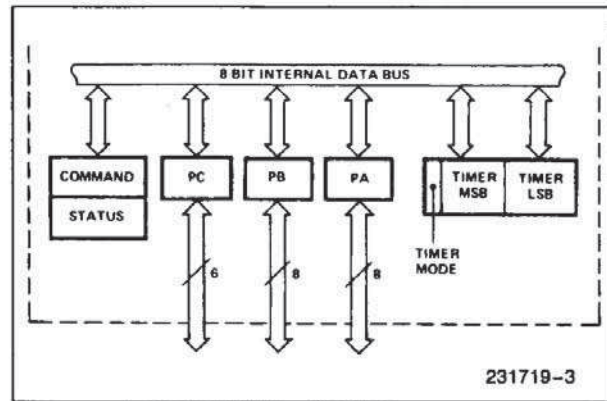 8 BIT INTERNAL DATA BUS
COMMAND
STATUS
PC
PB
PA
TIMER
MSB
TIMER
LSB
TIMER
MODE
6
8
8
231719-3